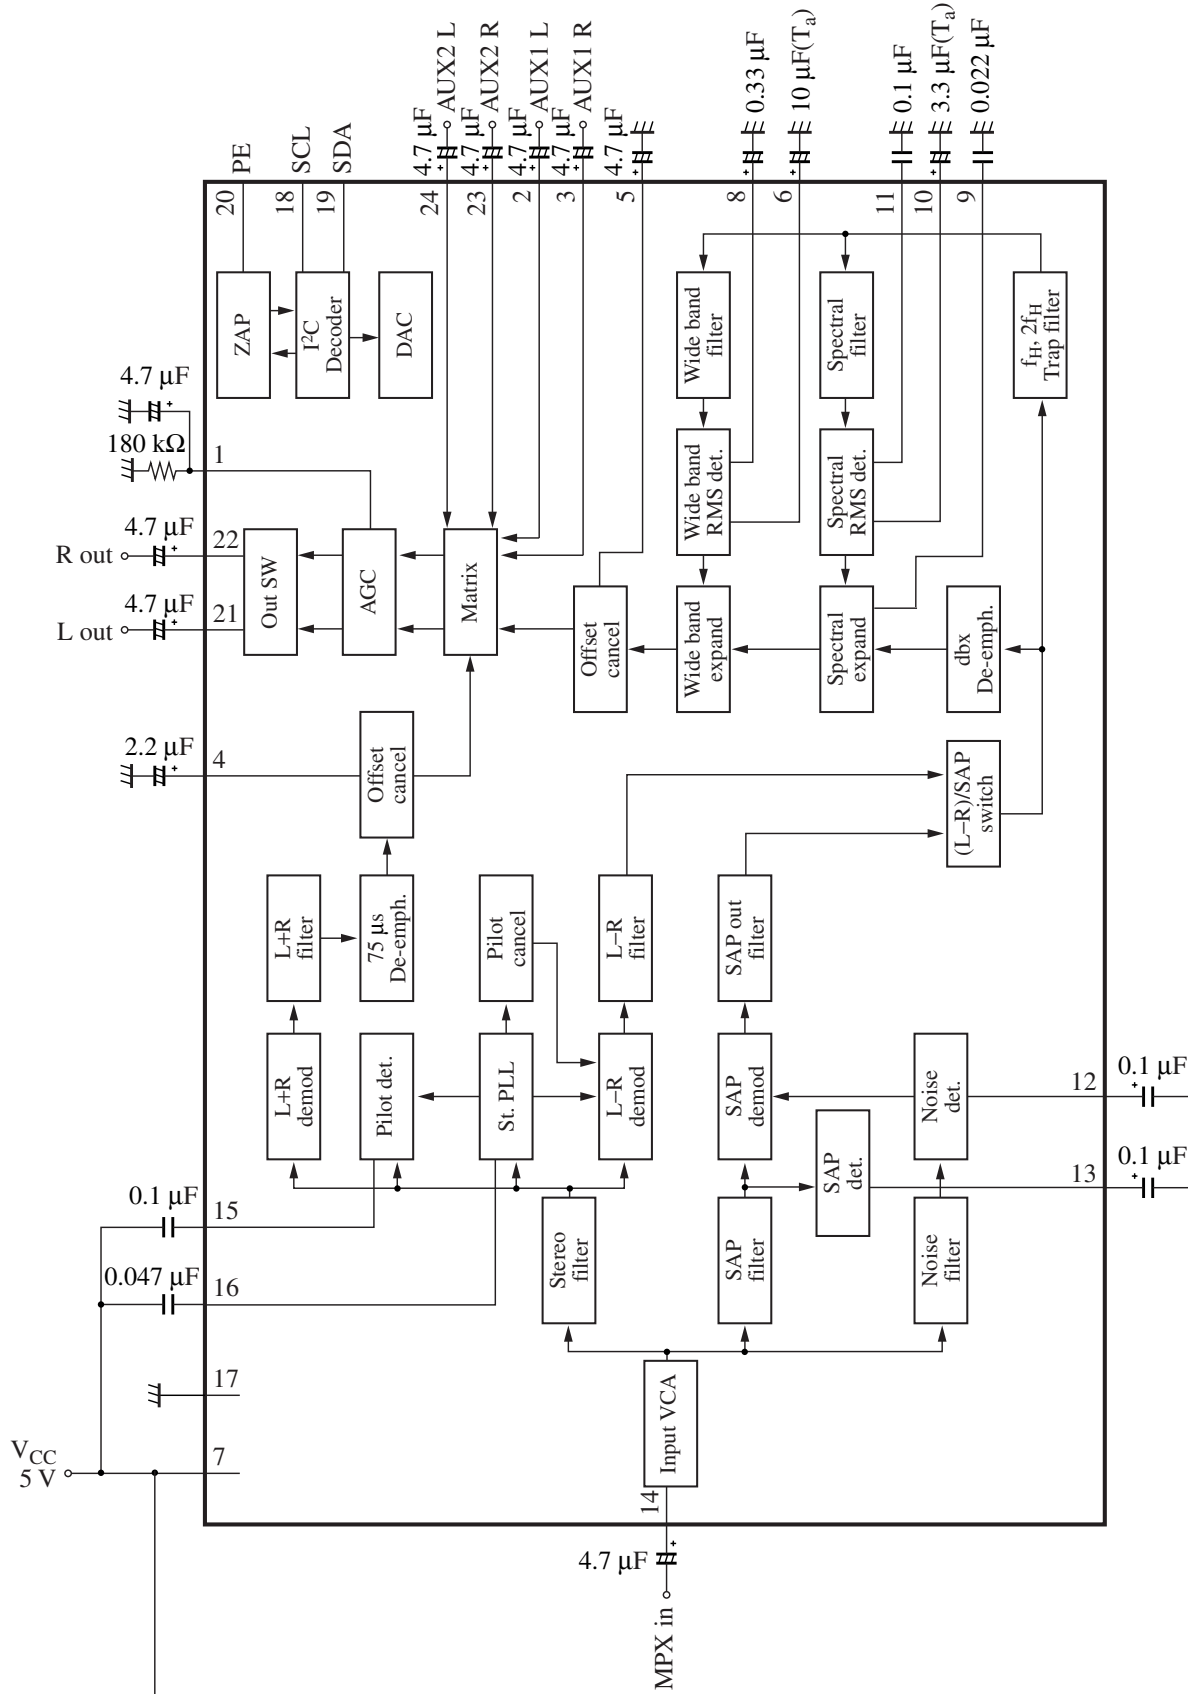 PE
20
SCL
18
SDA
19
4.7 µF
AUX2 L
24
4.7 µF
AUX2 R
23
4.7 µF
AUX1 L
2
4.7 µF
AUX1 R
3
4.7 µF
5
0.33 µF
8
10 µF(Ta)
6
0.1 µF
11
3.3 µF(Ta)
10
0.022 µF
9
ZAP
I²C
Decoder
DAC
Wide band
filter
Spectral
filter
fH, 2fH
Trap filter
4.7 µF
180 kΩ
1
Wide band
RMS det.
Spectral
RMS det.
R out
4.7 µF
22
L out
4.7 µF
21
Out SW
AGC
Matrix
Offset
cancel
Wide band
expand
Spectral
expand
dbx
De-emph.
2.2 µF
4
Offset
cancel
(L−R)/SAP
switch
L+R
filter
75 µs
De-emph.
Pilot
cancel
L−R
filter
SAP out
filter
L+R
demod
Pilot det.
St. PLL
L−R
demod
SAP
demod
Noise
det.
12
0.1 µF
SAP
det.
13
0.1 µF
0.1 µF
15
0.047 µF
16
Stereo
filter
SAP
filter
Noise
filter
17
VCC
5 V
7
Input VCA
14
4.7 µF
MPX in